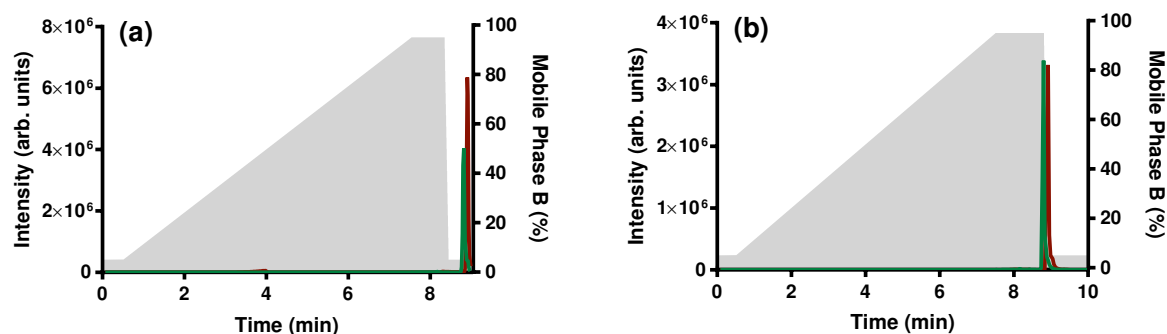 (a)
Intensity (arb. units)
8×10⁶
6×10⁶
4×10⁶
2×10⁶
0
0 2 4 6 8
Time (min)
100
80
60
40
20
0
Mobile Phase B (%)
(b)
Intensity (arb. units)
4×10⁶
3×10⁶
2×10⁶
1×10⁶
0
0 2 4 6 8 10
Time (min)
100
80
60
40
20
0
Mobile Phase B (%)